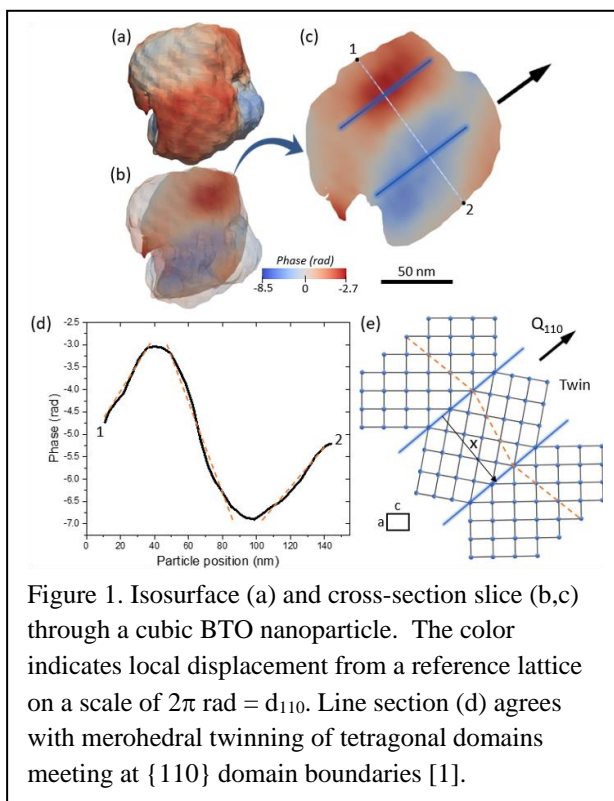 (a)
(c)
1
(b)
2
Phase (rad)
-8.5 0 -2.7
50 nm
(d)
-2.5
-3.0
-3.5
-4.0
-4.5
-5.0
-5.5
-6.0
-6.5
-7.0
Phase (rad)
1
2
0 20 40 60 80 100 120 140
Particle position (nm)
(e)
Q110
Twin
x
c
a
Figure 1. Isosurface (a) and cross-section slice (b,c)
through a cubic BTO nanoparticle. The color
indicates local displacement from a reference lattice
on a scale of 2π rad = d110. Line section (d) agrees
with merohedral twinning of tetragonal domains
meeting at {110} domain boundaries [1].